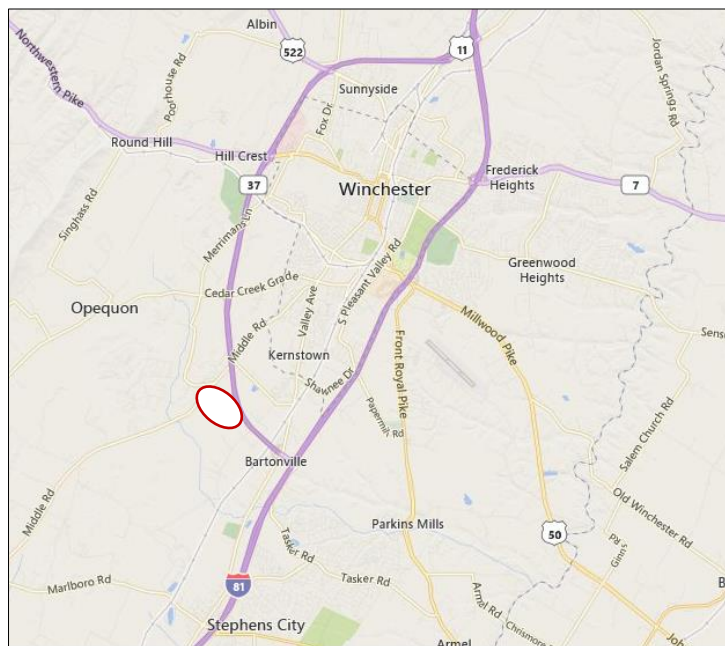 Albin
522
11
Sunnyside
Jordan Springs Rd
Northwestern Pike
Poorhouse Rd
Fox Dr
Round Hill
Hill Crest
37
Winchester
Frederick
Heights
7
Singhass Rd
Merrimans Ln
S Pleasant Valley Rd
Greenwood
Heights
Cedar Creek Grade
Opequon
Valley Ave
Middle Rd
Millwood Pike
Front Royal Pike
Kernstown
Shawnee Dr
Papermill Rd
Salem Church Rd
Bartonville
Middle Rd
Old Winchester Rd
Parkins Mills
50
Tasker Rd
Tasker Rd
Marlboro Rd
81
Stephens City
Armel Rd
Armel